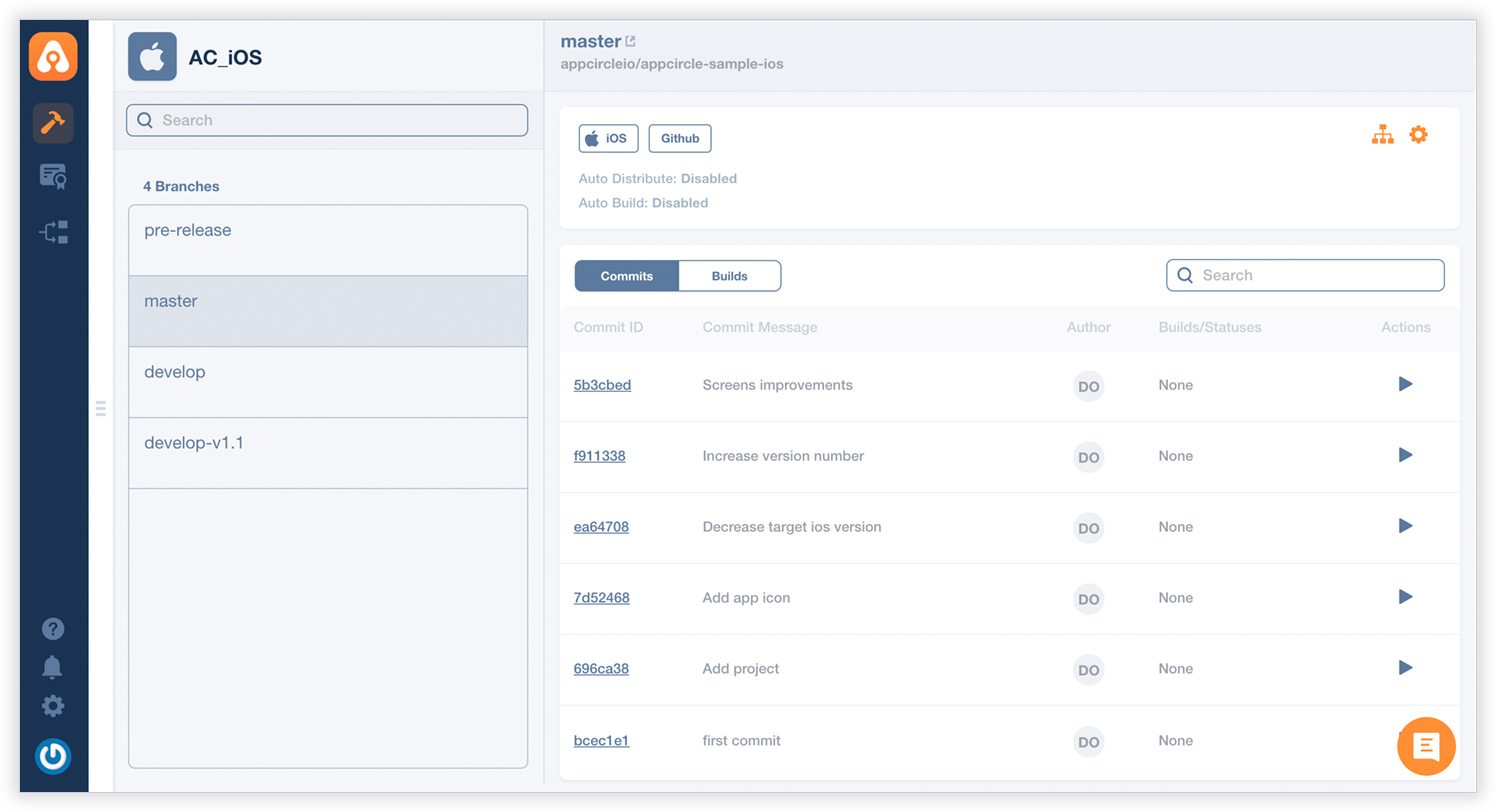 AC_iOS
Search
4 Branches
pre-release
master
develop
develop-v1.1
master
appcircleio/appcircle-sample-ios
iOS Github
Auto Distribute: Disabled
Auto Build: Disabled
Commits Builds
Search
Commit ID Commit Message Author Builds/Statuses Actions
5b3cbed Screens improvements DO None
f911338 Increase version number DO None
ea64708 Decrease target ios version DO None
7d52468 Add app icon DO None
696ca38 Add project DO None
bcec1e1 first commit DO None
?